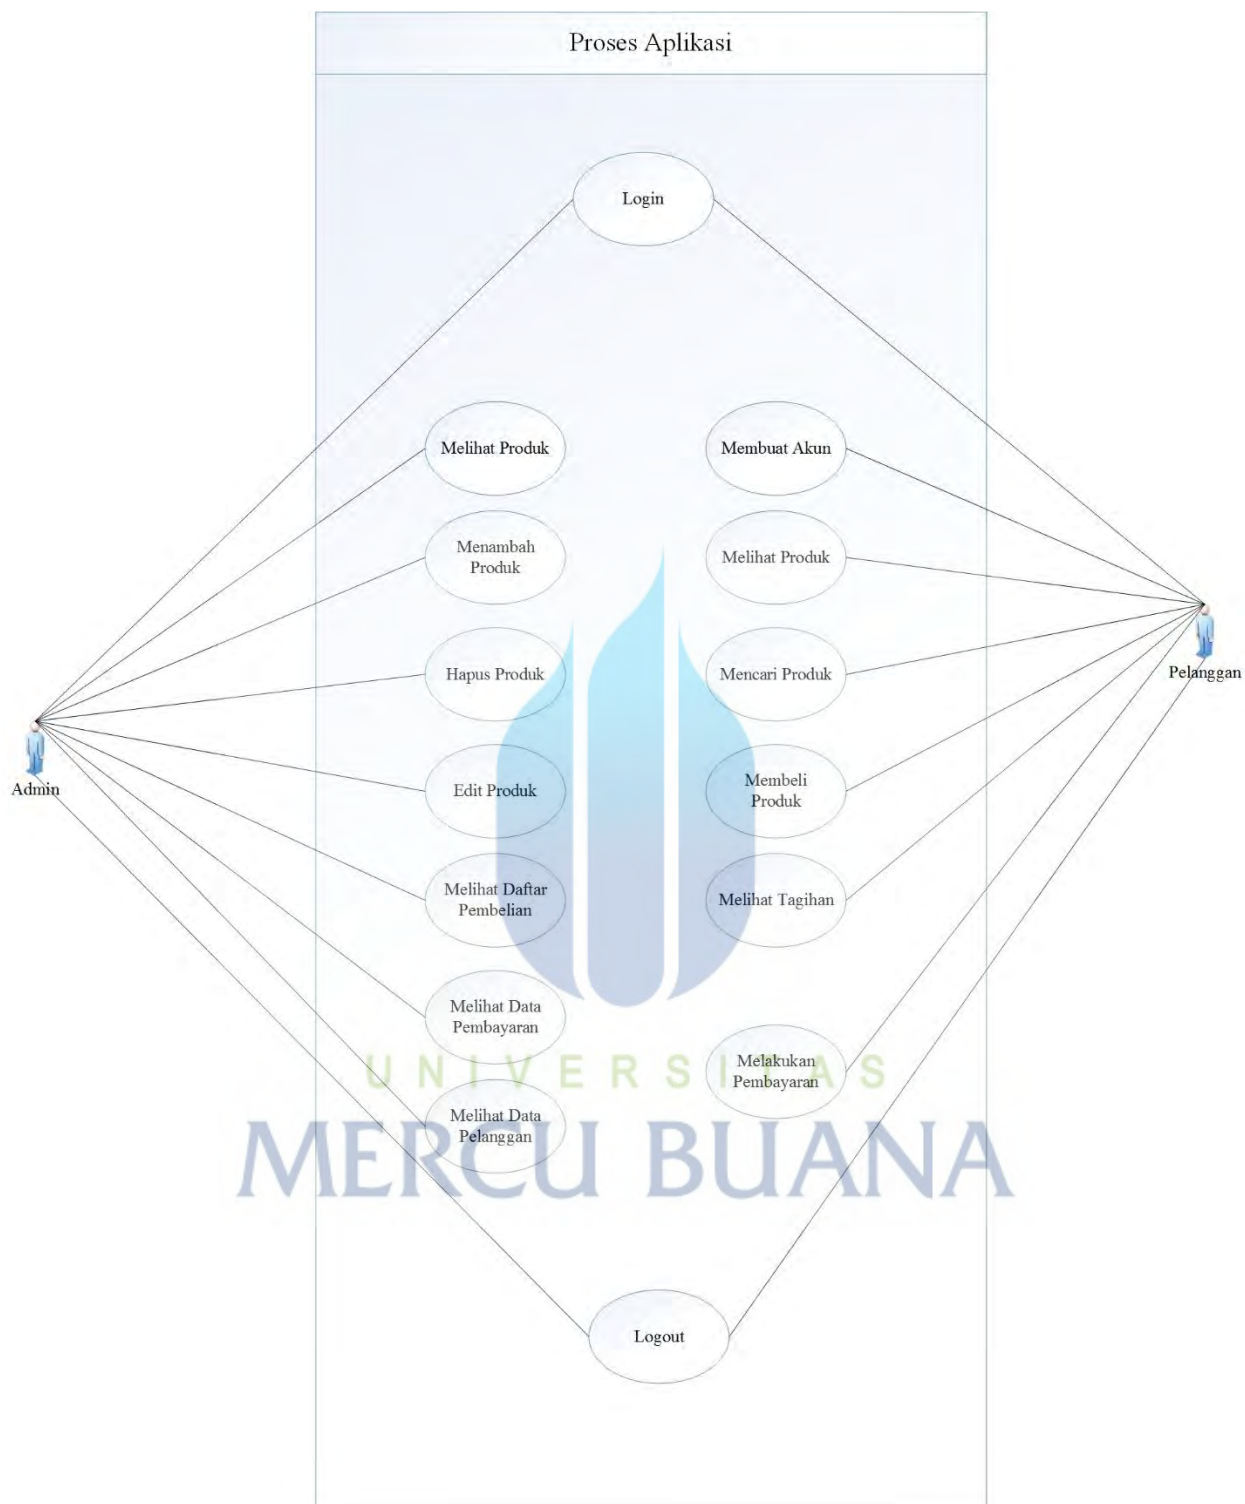 Proses Aplikasi
Login
Melihat Produk
Membuat Akun
Menambah
Produk
Melihat Produk
Hapus Produk
Mencari Produk
Pelanggan
Admin
Edit Produk
Membeli
Produk
Melihat Daftar
Pembelian
Melihat Tagihan
Melihat Data
Pembayaran
Melakukan
Pembayaran
UNIVERSITAS
Melihat Data
Pelanggan
MERCU BUANA
Logout